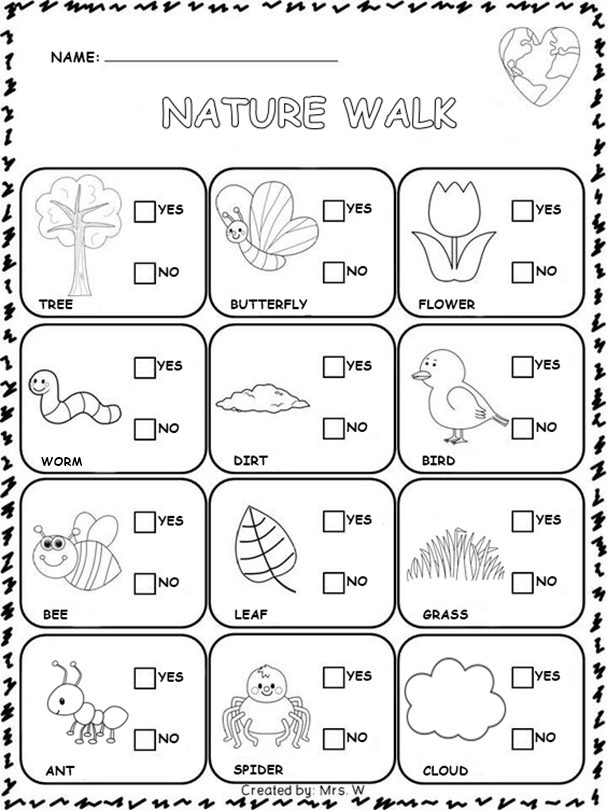 NAME:
NATURE WALK
YES
NO
TREE
YES
NO
BUTTERFLY
YES
NO
FLOWER
YES
NO
WORM
YES
NO
DIRT
YES
NO
BIRD
YES
NO
BEE
YES
NO
LEAF
YES
NO
GRASS
YES
NO
ANT
YES
NO
SPIDER
YES
NO
CLOUD
Created by: Mrs. W